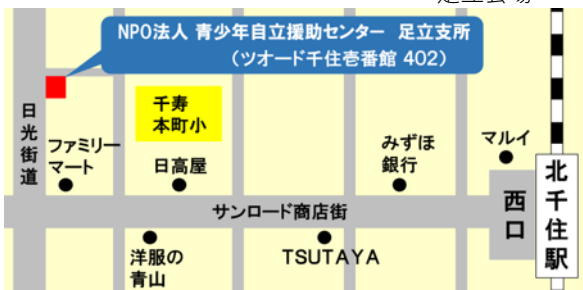 足立会場
NPO法人 青少年自立援助センター 足立支所
（ツオード千住壱番館 402）
日光街道
千寿
本町小
ファミリー
マート
日高屋
みずほ
銀行
マルイ
北千住駅
西口
サンロード商店街
洋服の
青山
TSUTAYA